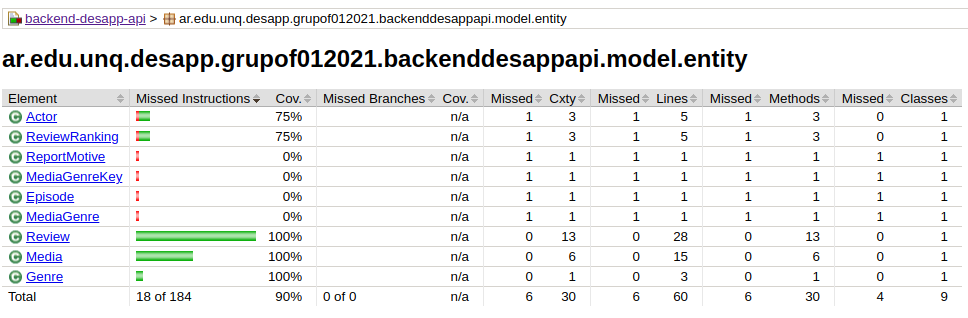 backend-desapp-api > ar.edu.unq.desapp.grupof012021.backenddesappapi.model.entity
ar.edu.unq.desapp.grupof012021.backenddesappapi.model.entity
Element Missed Instructions Cov. Missed Branches Cov. Missed Cxty Missed Lines Missed Methods Missed Classes
C Actor 75% n/a 1 3 1 5 1 3 0 1
C ReviewRanking 75% n/a 1 3 1 5 1 3 0 1
C ReportMotive 0% n/a 1 1 1 1 1 1 1 1
C MediaGenreKey 0% n/a 1 1 1 1 1 1 1 1
C Episode 0% n/a 1 1 1 1 1 1 1 1
C MediaGenre 0% n/a 1 1 1 1 1 1 1 1
C Review 100% n/a 0 13 0 28 0 13 0 1
C Media 100% n/a 0 6 0 15 0 6 0 1
C Genre 100% n/a 0 1 0 3 0 1 0 1
Total 18 of 184 90% 0 of 0 n/a 6 30 6 60 6 30 4 9